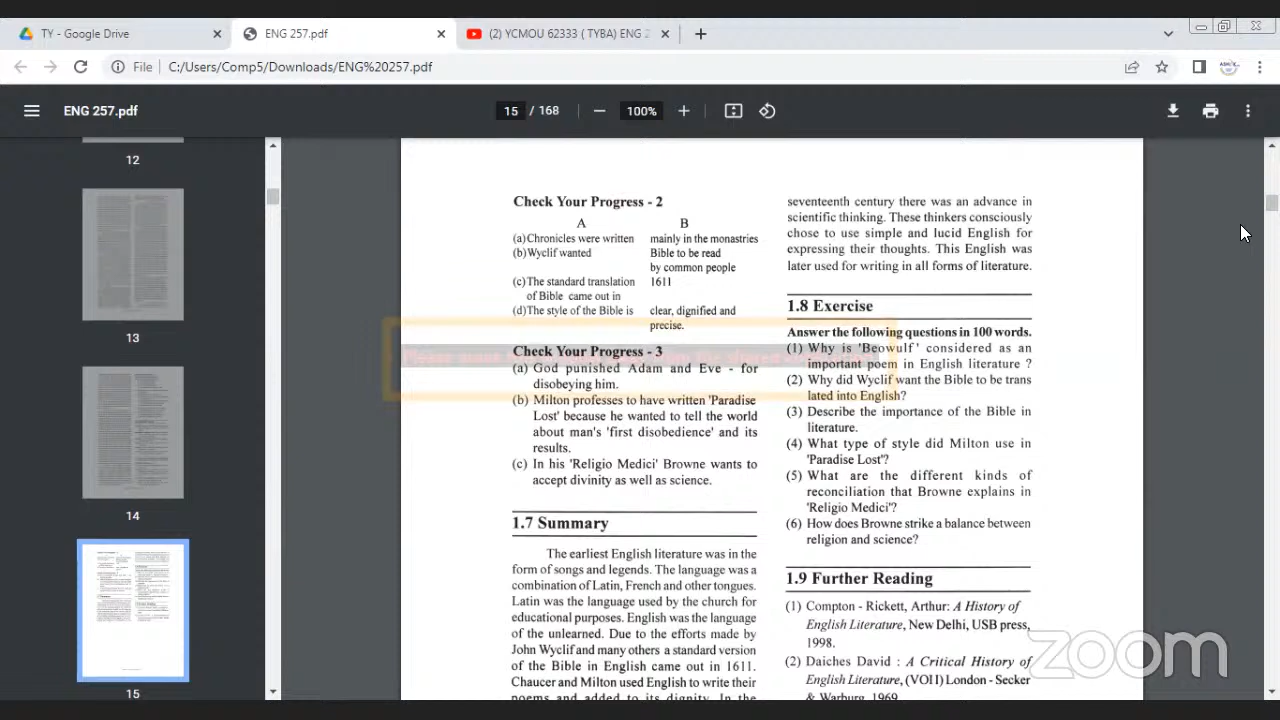 TY - Google Drive
ENG 257.pdf
(2) YCMOU 62333 ( TYBA) ENG 2
File
C:/Users/Comp5/Downloads/ENG%20257.pdf
ENG 257.pdf
15 / 168
100%
12
13
14
15
Check Your Progress - 2
A B
(a)Chronicles were written mainly in the monastries
(b)Wyclif wanted Bible to be read
by common people
(c)The standard translation 1611
of Bible came out in
(d)The style of the Bible is clear, dignified and
precise.
Check Your Progress - 3
(a) God punished Adam and Eve - for
disobeying him.
(b) Milton professes to have written 'Paradise
Lost' because he wanted to tell the world
about man's 'first disobedience' and its
results.
(c) In his 'Religio Medici' Browne wants to
accept divinity as well as science.
1.7 Summary
The earliest English literature was in the
form of songs and legends. The language was a
combination of Latin, French and other tongues.
Latin was the language used by the church for
educational purposes. English was the language
of the unlearned. Due to the efforts made by
John Wyclif and many others a standard version
of the Bible in English came out in 1611.
Chaucer and Milton used English to write their
poems and added to its dignity. In the
seventeenth century there was an advance in
scientific thinking. These thinkers consciously
chose to use simple and lucid English for
expressing their thoughts. This English was
later used for writing in all forms of literature.
1.8 Exercise
Answer the following questions in 100 words.
(1) Why is 'Beowulf' considered as an
important poem in English literature ?
(2) Why did Wyclif want the Bible to be trans
lated into English?
(3) Describe the importance of the Bible in
literature.
(4) What type of style did Milton use in
'Paradise Lost'?
(5) What are the different kinds of
reconciliation that Browne explains in
'Religio Medici'?
(6) How does Browne strike a balance between
religion and science?
1.9 Further Reading
(1) Compton - Rickett, Arthur: A History of
English Literature, New Delhi, USB press,
1998.
(2) Daiches David : A Critical History of
English Literature, (VOl I) London - Secker
& Warburg, 1969
zoom